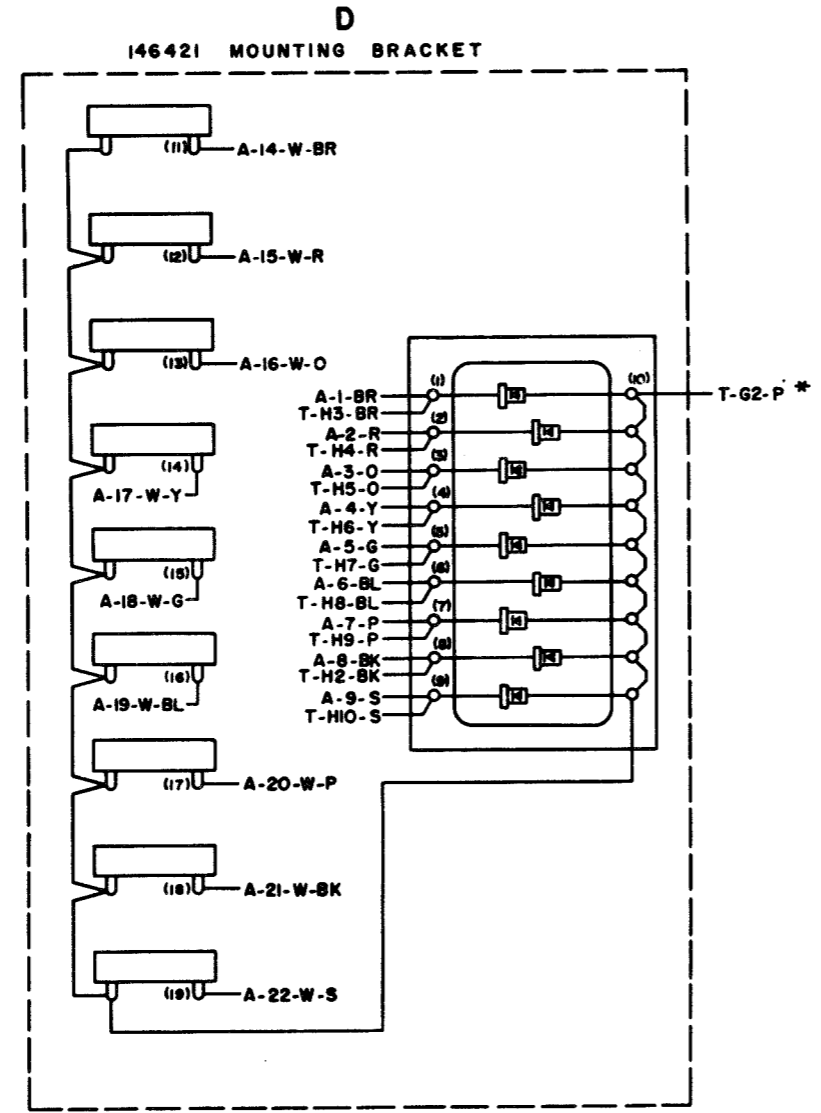 D
146421 MOUNTING BRACKET
(11) A-14-W-BR
(12) A-15-W-R
(13) A-16-W-O
(14)
A-17-W-Y
(15)
A-18-W-G
(16)
A-19-W-BL
(17) A-20-W-P
(18) A-21-W-BK
(19) A-22-W-S
A-1-BR (1)
T-H3-BR
A-2-R (2)
T-H4-R
A-3-O (3)
T-H5-O
A-4-Y (4)
T-H6-Y
A-5-G (5)
T-H7-G
A-6-BL (6)
T-H8-BL
A-7-P (7)
T-H9-P
A-8-BK (8)
T-H2-BK
A-9-S (9)
T-H10-S
(10) T-G2-P *